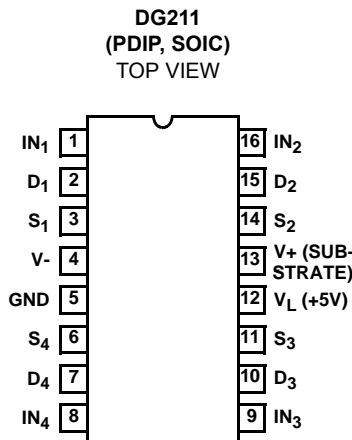 DG211
(PDIP, SOIC)
TOP VIEW
IN1 1 16 IN2
D1 2 15 D2
S1 3 14 S2
V- 4 13 V+ (SUB-
STRATE)
GND 5 12 VL (+5V)
S4 6 11 S3
D4 7 10 D3
IN4 8 9 IN3